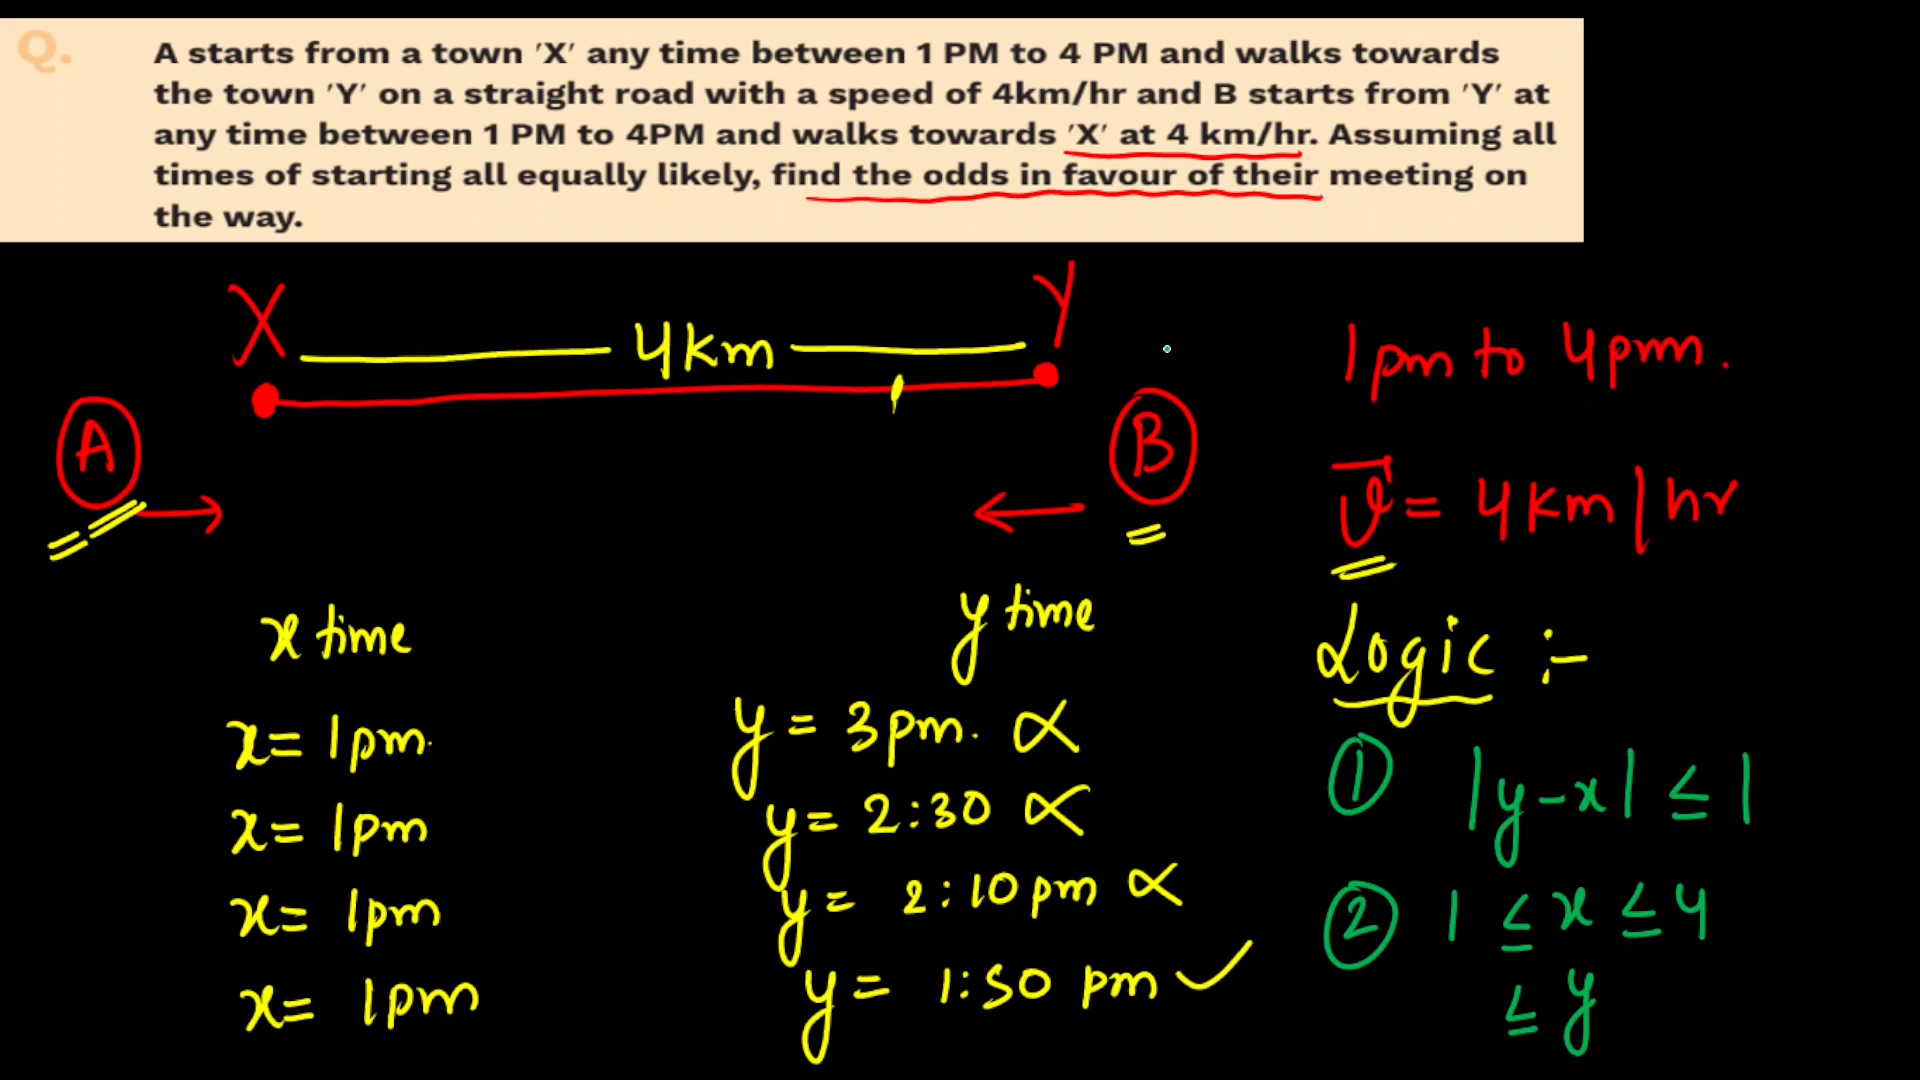 Q. A starts from a town 'X' any time between 1 PM to 4 PM and walks towards
the town 'Y' on a straight road with a speed of 4km/hr and B starts from 'Y' at
any time between 1 PM to 4PM and walks towards 'X' at 4 km/hr. Assuming all
times of starting all equally likely, find the odds in favour of their meeting on
the way.
X 4km Y
1pm to 4pm.
A B
v = 4km/hr
x time y time
Logic :-
x = 1pm. y = 3pm. ×
① |y-x| ≤ 1
x = 1pm y = 2:30 ×
x = 1pm y = 2:10 pm ×
② 1 ≤ x ≤ 4
x = 1pm y = 1:50 pm ✓
≤ y